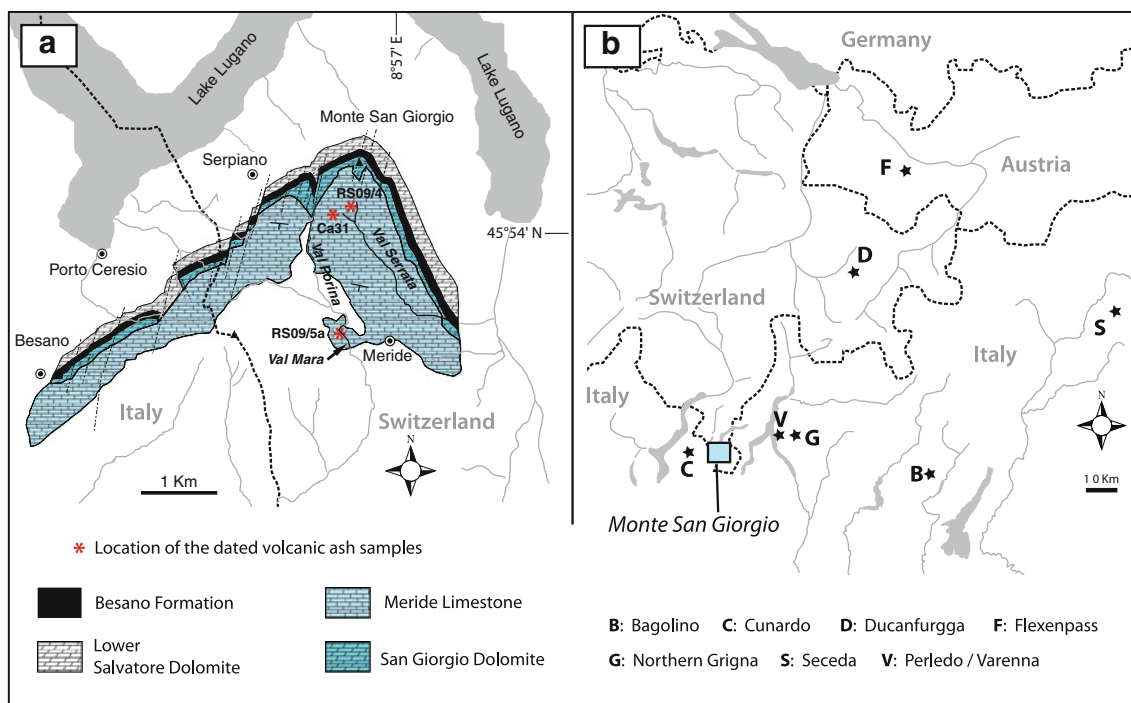 a
Lake Lugano
8°57' E
Lake Lugano
Monte San Giorgio
Serpiano
RS09/4
Ca31
45°54' N
Porto Ceresio
Val Porina
Val Serrata
Besano
RS09/5a
Val Mara
Meride
Italy
Switzerland
N
1 Km
* Location of the dated volcanic ash samples
Besano Formation
Meride Limestone
Lower
Salvatore Dolomite
San Giorgio Dolomite
b
Germany
F
Austria
D
Switzerland
S
Italy
Italy
N
V
G
C
B
10 Km
Monte San Giorgio
B: Bagolino C: Cunardo D: Ducanfurgga F: Flexenpass
G: Northern Grigna S: Seceda V: Perledo / Varenna